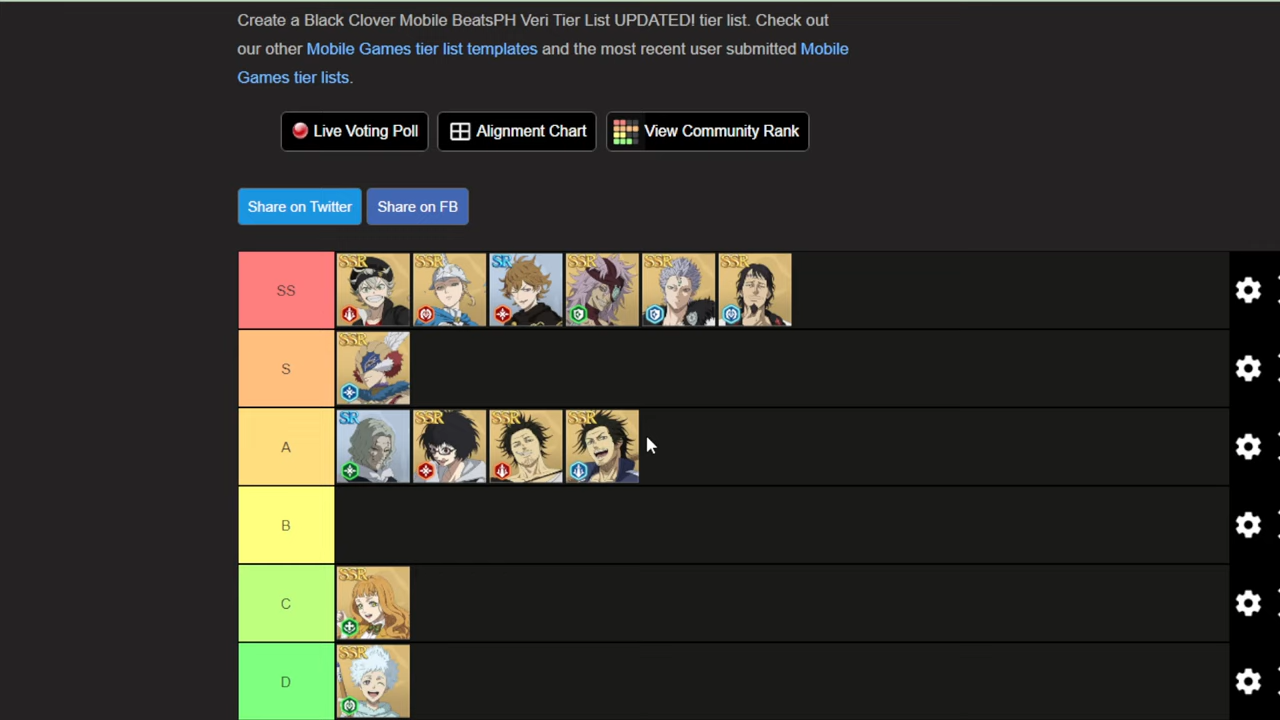 Create a Black Clover Mobile BeatsPH Veri Tier List UPDATED! tier list. Check out
our other Mobile Games tier list templates and the most recent user submitted Mobile
Games tier lists.
Live Voting Poll Alignment Chart View Community Rank
Share on Twitter Share on FB
SS SSR SSR SR SSR SSR SSR
S SSR
A SR SSR SSR SSR
B
C SSR
D SSR